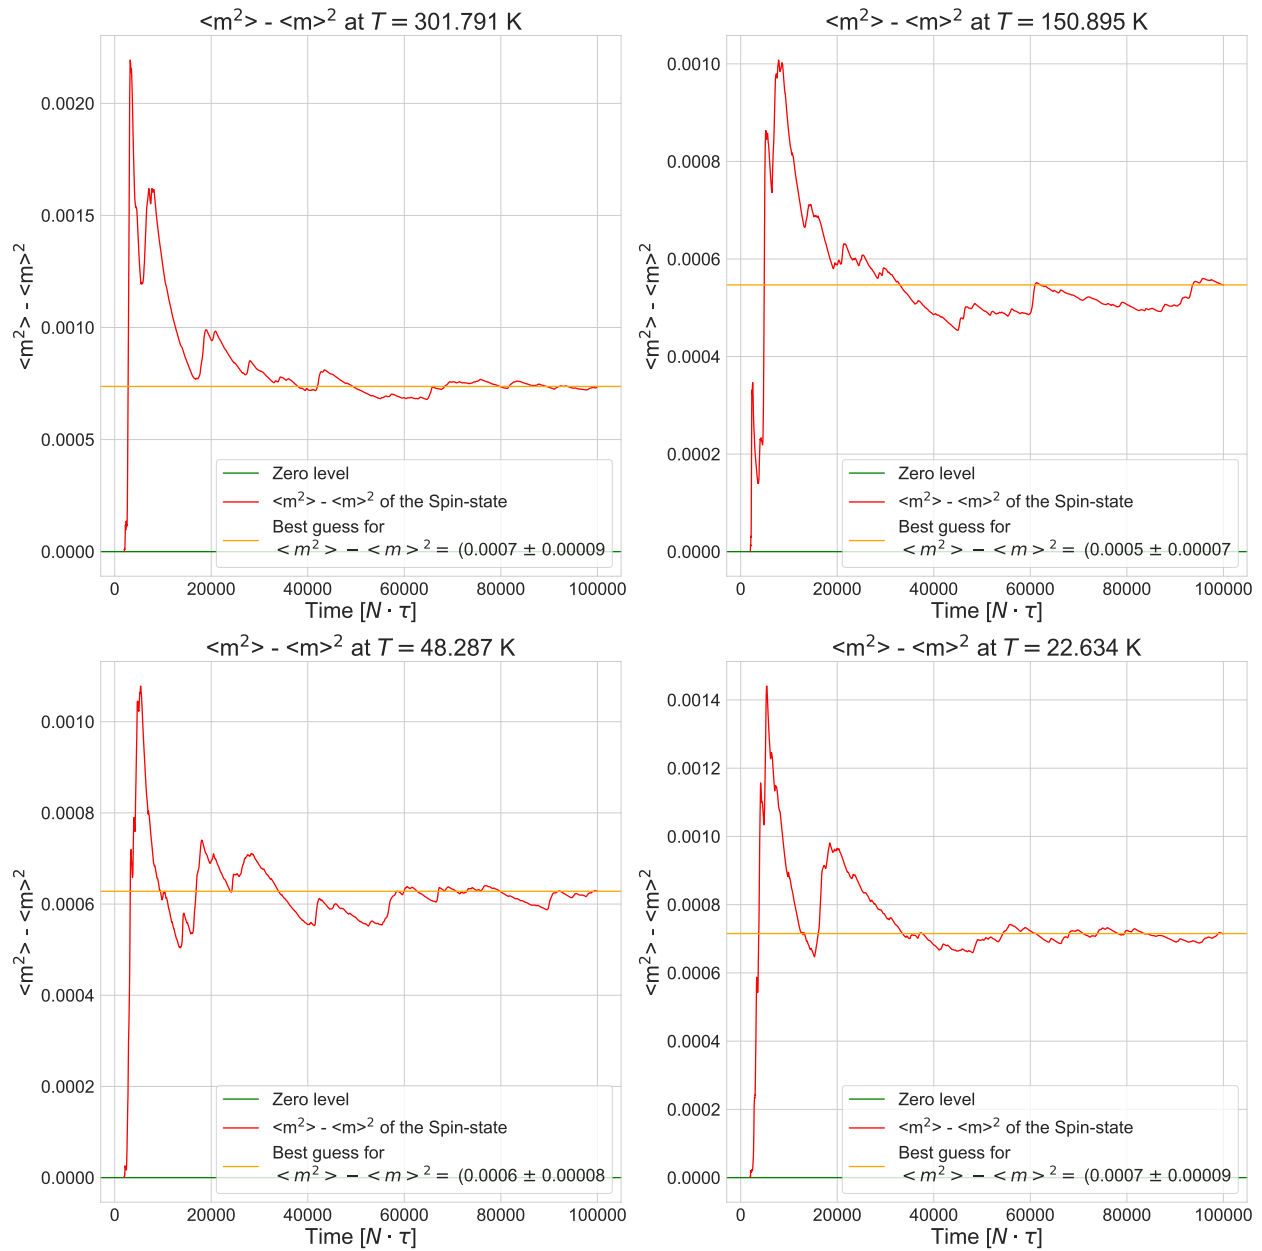 <m²> - <m>² at T = 301.791 K
<m²> - <m>²
0.0020
0.0015
0.0010
0.0005
0.0000
Zero level
<m²> - <m>² of the Spin-state
Best guess for
< m² > − < m > ² = (0.0007 ± 0.00009
0 20000 40000 60000 80000 100000
Time [N · τ]
<m²> - <m>² at T = 150.895 K
<m²> - <m>²
0.0010
0.0008
0.0006
0.0004
0.0002
0.0000
Zero level
<m²> - <m>² of the Spin-state
Best guess for
< m² > − < m > ² = (0.0005 ± 0.00007
0 20000 40000 60000 80000 100000
Time [N · τ]
<m²> - <m>² at T = 48.287 K
<m²> - <m>²
0.0010
0.0008
0.0006
0.0004
0.0002
0.0000
Zero level
<m²> - <m>² of the Spin-state
Best guess for
< m² > − < m > ² = (0.0006 ± 0.00008
0 20000 40000 60000 80000 100000
Time [N · τ]
<m²> - <m>² at T = 22.634 K
<m²> - <m>²
0.0014
0.0012
0.0010
0.0008
0.0006
0.0004
0.0002
0.0000
Zero level
<m²> - <m>² of the Spin-state
Best guess for
< m² > − < m > ² = (0.0007 ± 0.00009
0 20000 40000 60000 80000 100000
Time [N · τ]